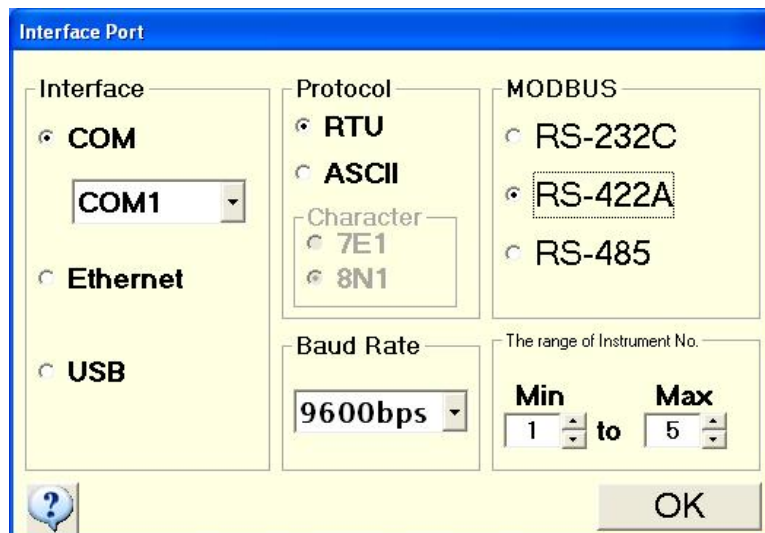 Interface Port
Interface
COM
COM1
Ethernet
USB
Protocol
RTU
ASCII
Character
7E1
8N1
Baud Rate
9600bps
MODBUS
RS-232C
RS-422A
RS-485
The range of Instrument No.
Min Max
1 to 5
?
OK